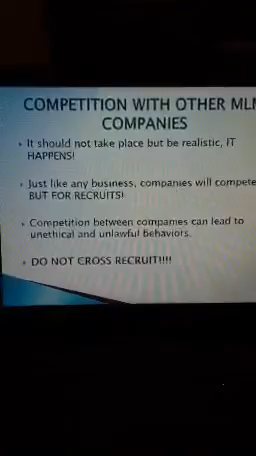 COMPETITION WITH OTHER MLM
COMPANIES
It should not take place but be realistic, IT
HAPPENS!
Just like any business, companies will compete
BUT FOR RECRUITS!
Competition between companies can lead to
unethical and unlawful behaviors.
DO NOT CROSS RECRUIT!!!!